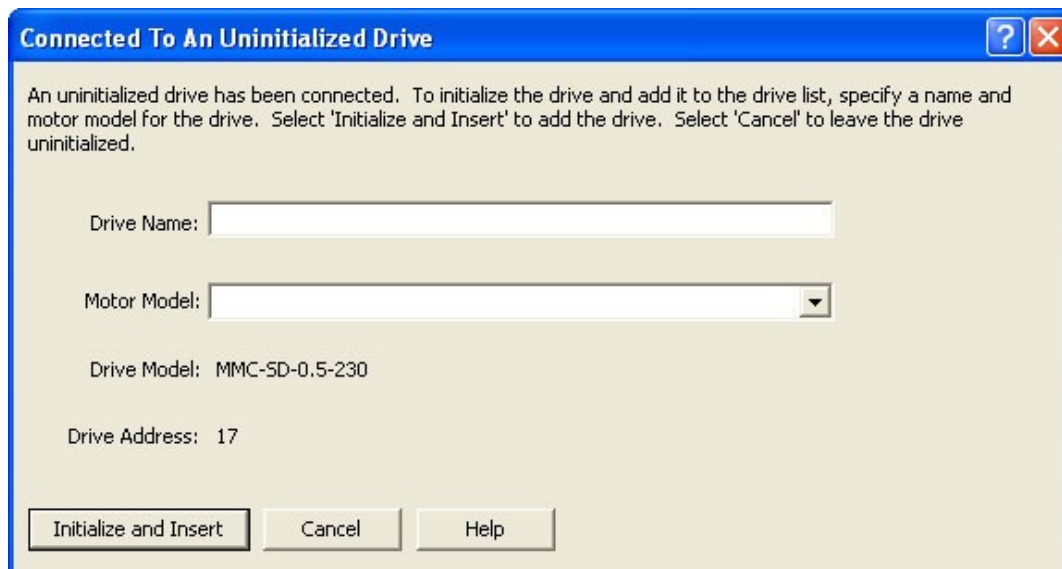 Connected To An Uninitialized Drive
An uninitialized drive has been connected.  To initialize the drive and add it to the drive list, specify a name and
motor model for the drive.  Select 'Initialize and Insert' to add the drive.  Select 'Cancel' to leave the drive
uninitialized.
Drive Name:
Motor Model:
Drive Model: MMC-SD-0.5-230
Drive Address: 17
Initialize and Insert Cancel Help